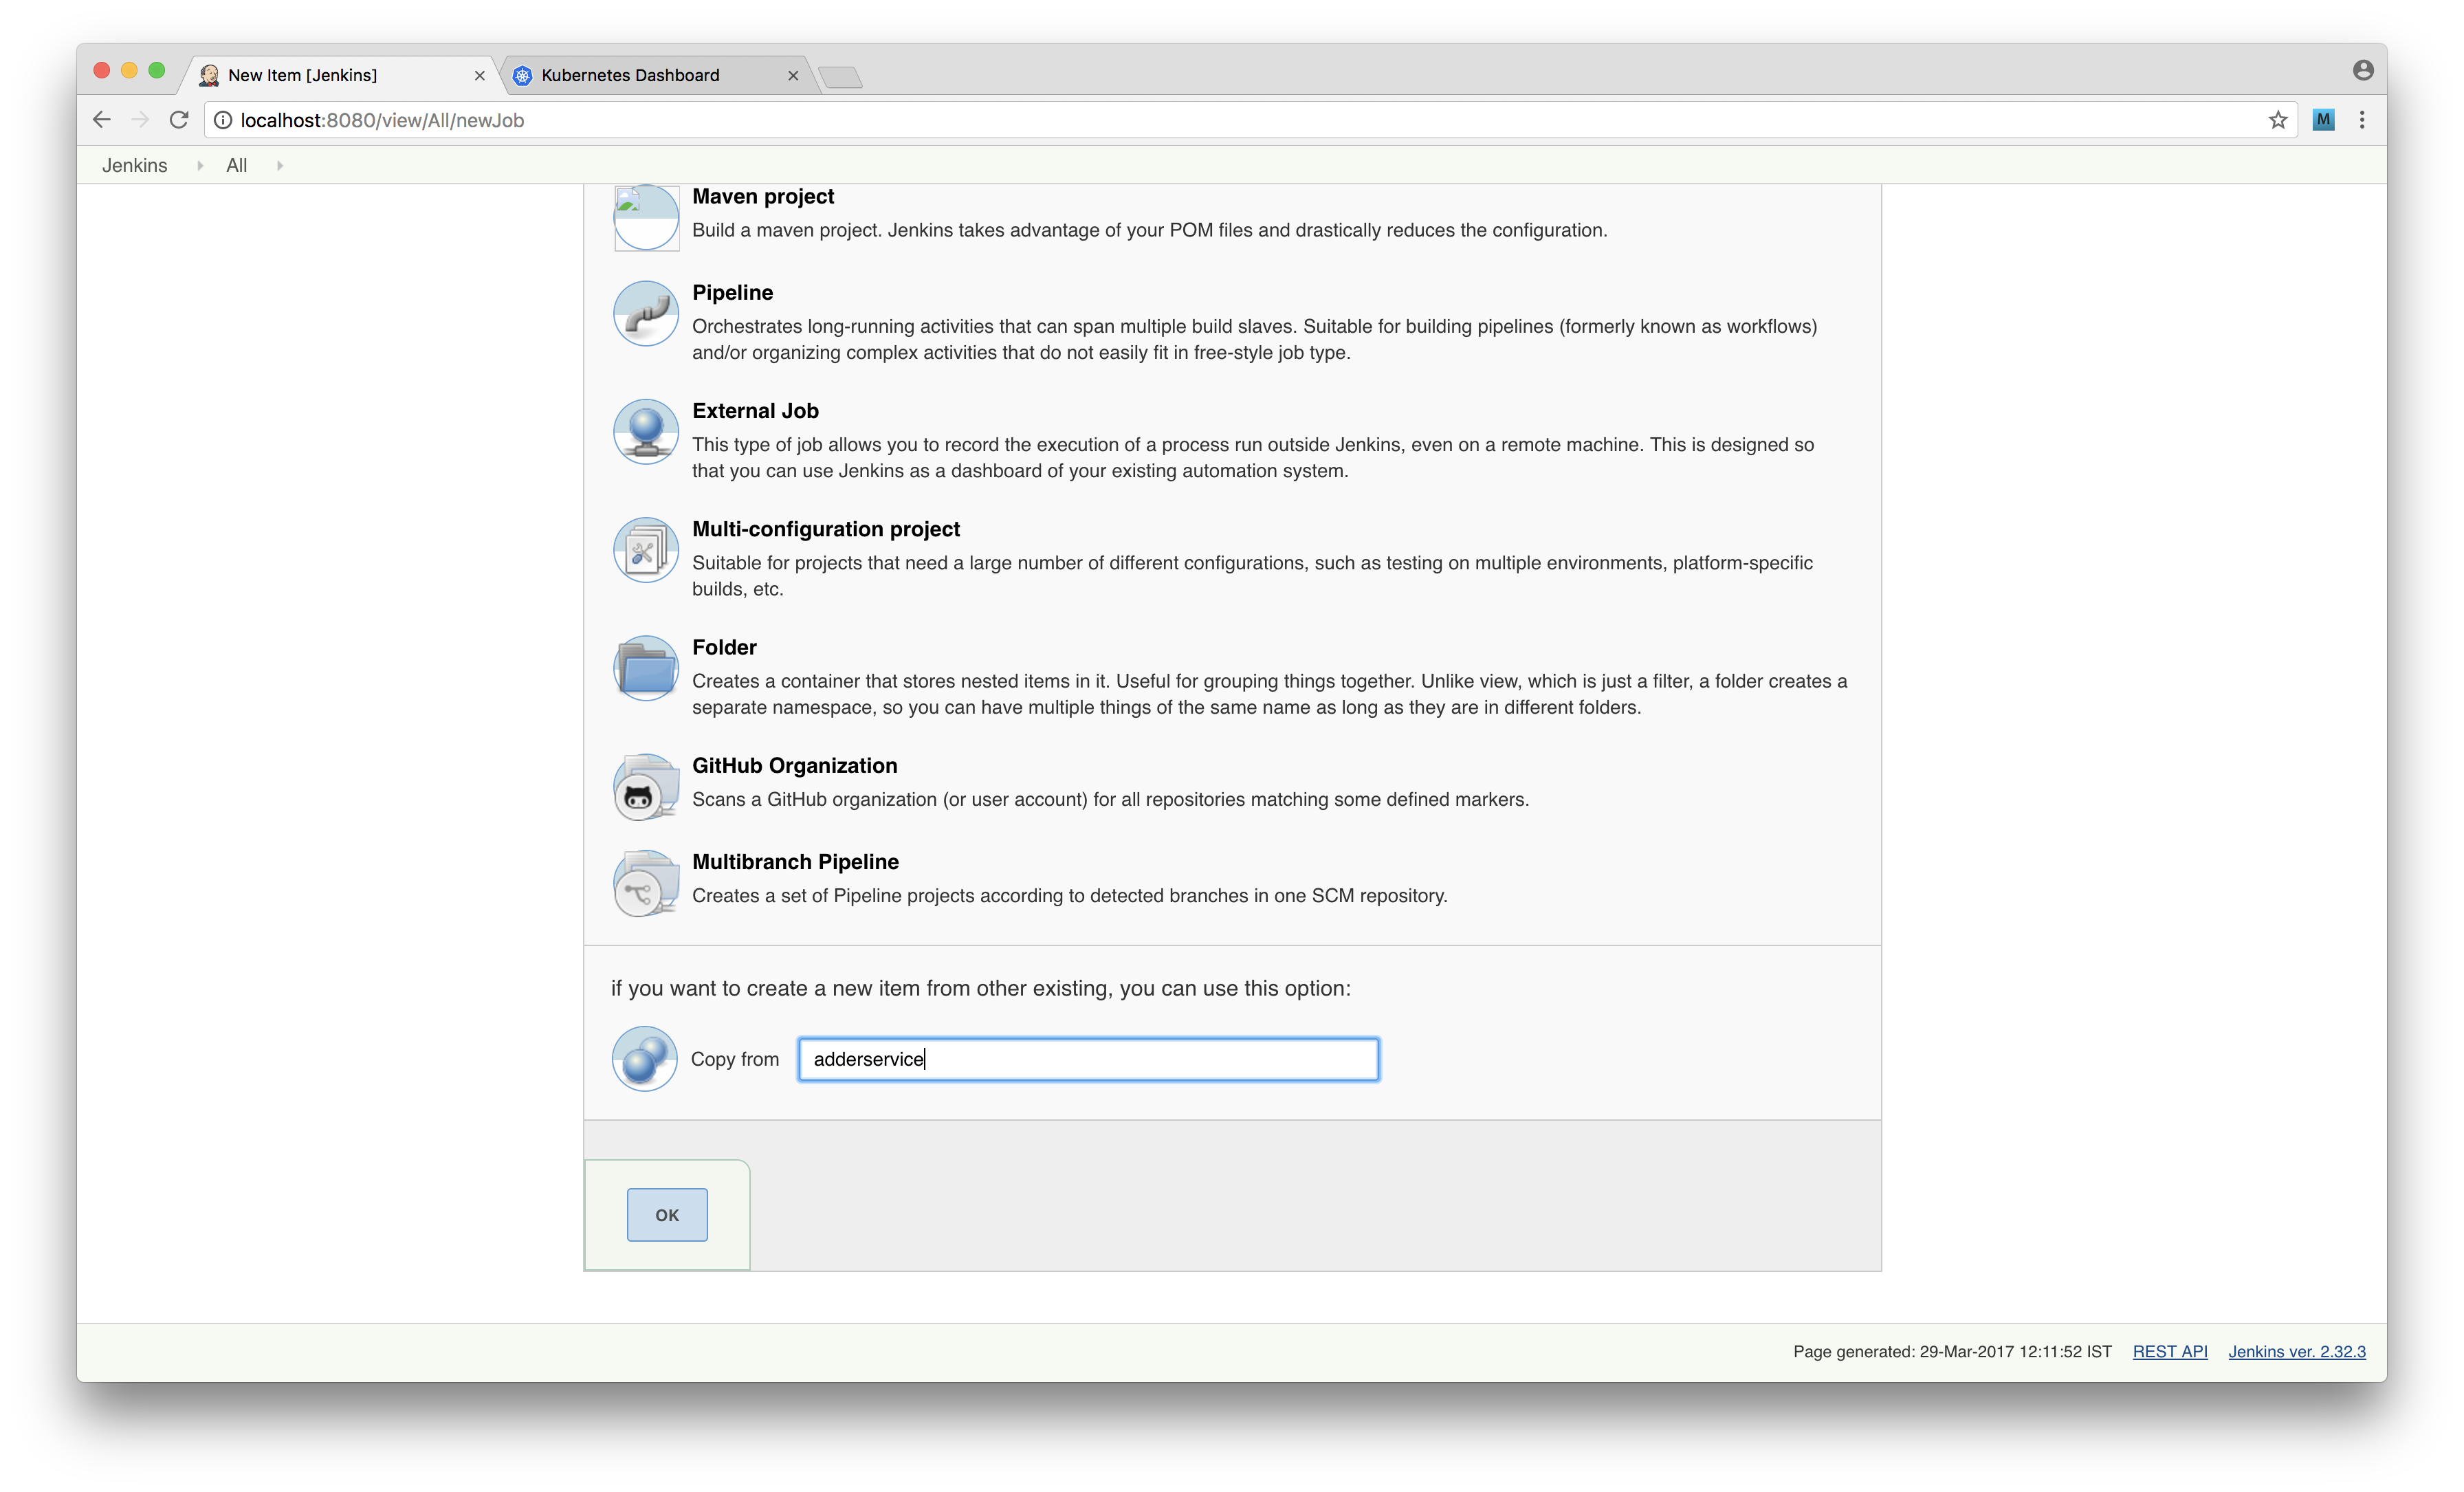 New Item [Jenkins]
Kubernetes Dashboard
localhost:8080/view/All/newJob
M
Jenkins
All
Maven project
Build a maven project. Jenkins takes advantage of your POM files and drastically reduces the configuration.
Pipeline
Orchestrates long-running activities that can span multiple build slaves. Suitable for building pipelines (formerly known as workflows)
and/or organizing complex activities that do not easily fit in free-style job type.
External Job
This type of job allows you to record the execution of a process run outside Jenkins, even on a remote machine. This is designed so
that you can use Jenkins as a dashboard of your existing automation system.
Multi-configuration project
Suitable for projects that need a large number of different configurations, such as testing on multiple environments, platform-specific
builds, etc.
Folder
Creates a container that stores nested items in it. Useful for grouping things together. Unlike view, which is just a filter, a folder creates a
separate namespace, so you can have multiple things of the same name as long as they are in different folders.
GitHub Organization
Scans a GitHub organization (or user account) for all repositories matching some defined markers.
Multibranch Pipeline
Creates a set of Pipeline projects according to detected branches in one SCM repository.
if you want to create a new item from other existing, you can use this option:
Copy from adderservice
OK
Page generated: 29-Mar-2017 12:11:52 IST REST API Jenkins ver. 2.32.3